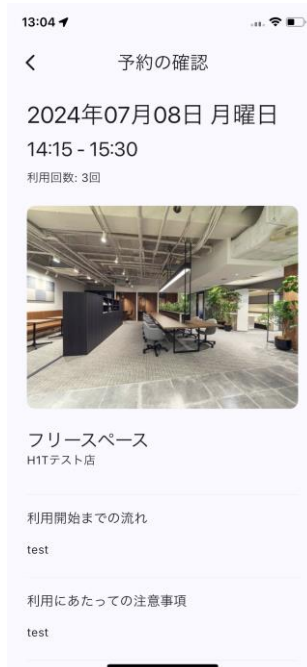 13:04
予約の確認
2024年07月08日 月曜日
14:15 - 15:30
利用回数: 3回
フリースペース
H1Tテスト店
利用開始までの流れ
test
利用にあたっての注意事項
test